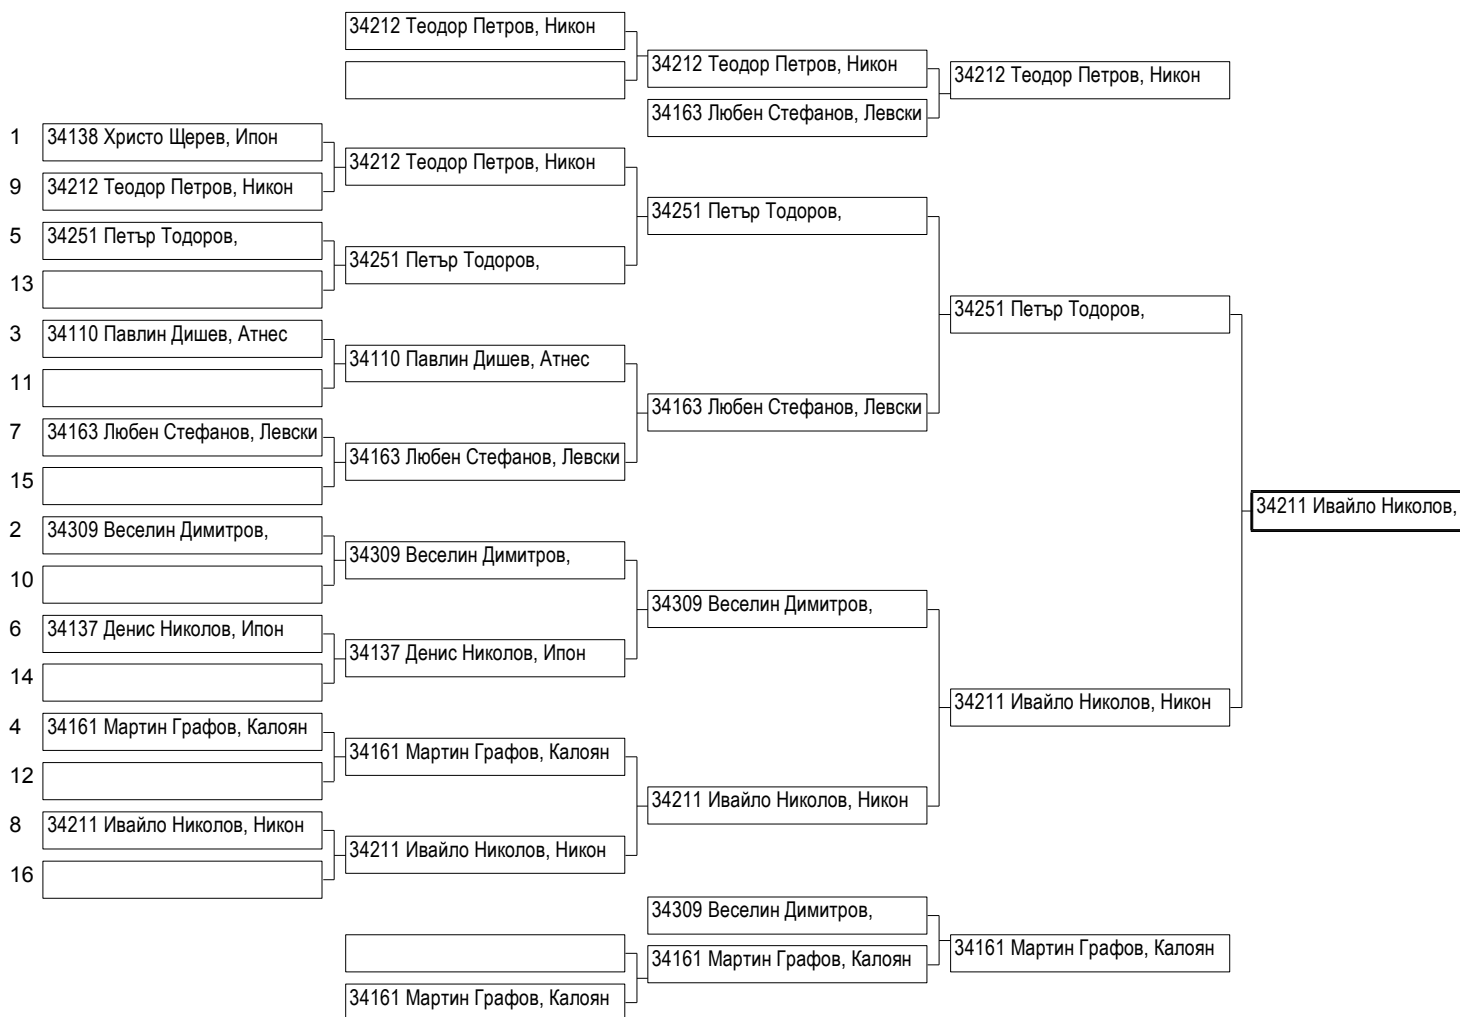 34212 Теодор Петров, Никон
34212 Теодор Петров, Никон
34212 Теодор Петров, Никон
34163 Любен Стефанов, Левски
1 34138 Христо Щерев, Ипон
34212 Теодор Петров, Никон
9 34212 Теодор Петров, Никон
34251 Петър Тодоров,
5 34251 Петър Тодоров,
34251 Петър Тодоров,
13
34251 Петър Тодоров,
3 34110 Павлин Дишев, Атнес
34110 Павлин Дишев, Атнес
11
34163 Любен Стефанов, Левски
7 34163 Любен Стефанов, Левски
34163 Любен Стефанов, Левски
15
34211 Ивайло Николов,
2 34309 Веселин Димитров,
34309 Веселин Димитров,
10
34309 Веселин Димитров,
6 34137 Денис Николов, Ипон
34137 Денис Николов, Ипон
14
34211 Ивайло Николов, Никон
4 34161 Мартин Графов, Калоян
34161 Мартин Графов, Калоян
12
34211 Ивайло Николов, Никон
8 34211 Ивайло Николов, Никон
34211 Ивайло Николов, Никон
16
34309 Веселин Димитров,
34161 Мартин Графов, Калоян
34161 Мартин Графов, Калоян
34161 Мартин Графов, Калоян